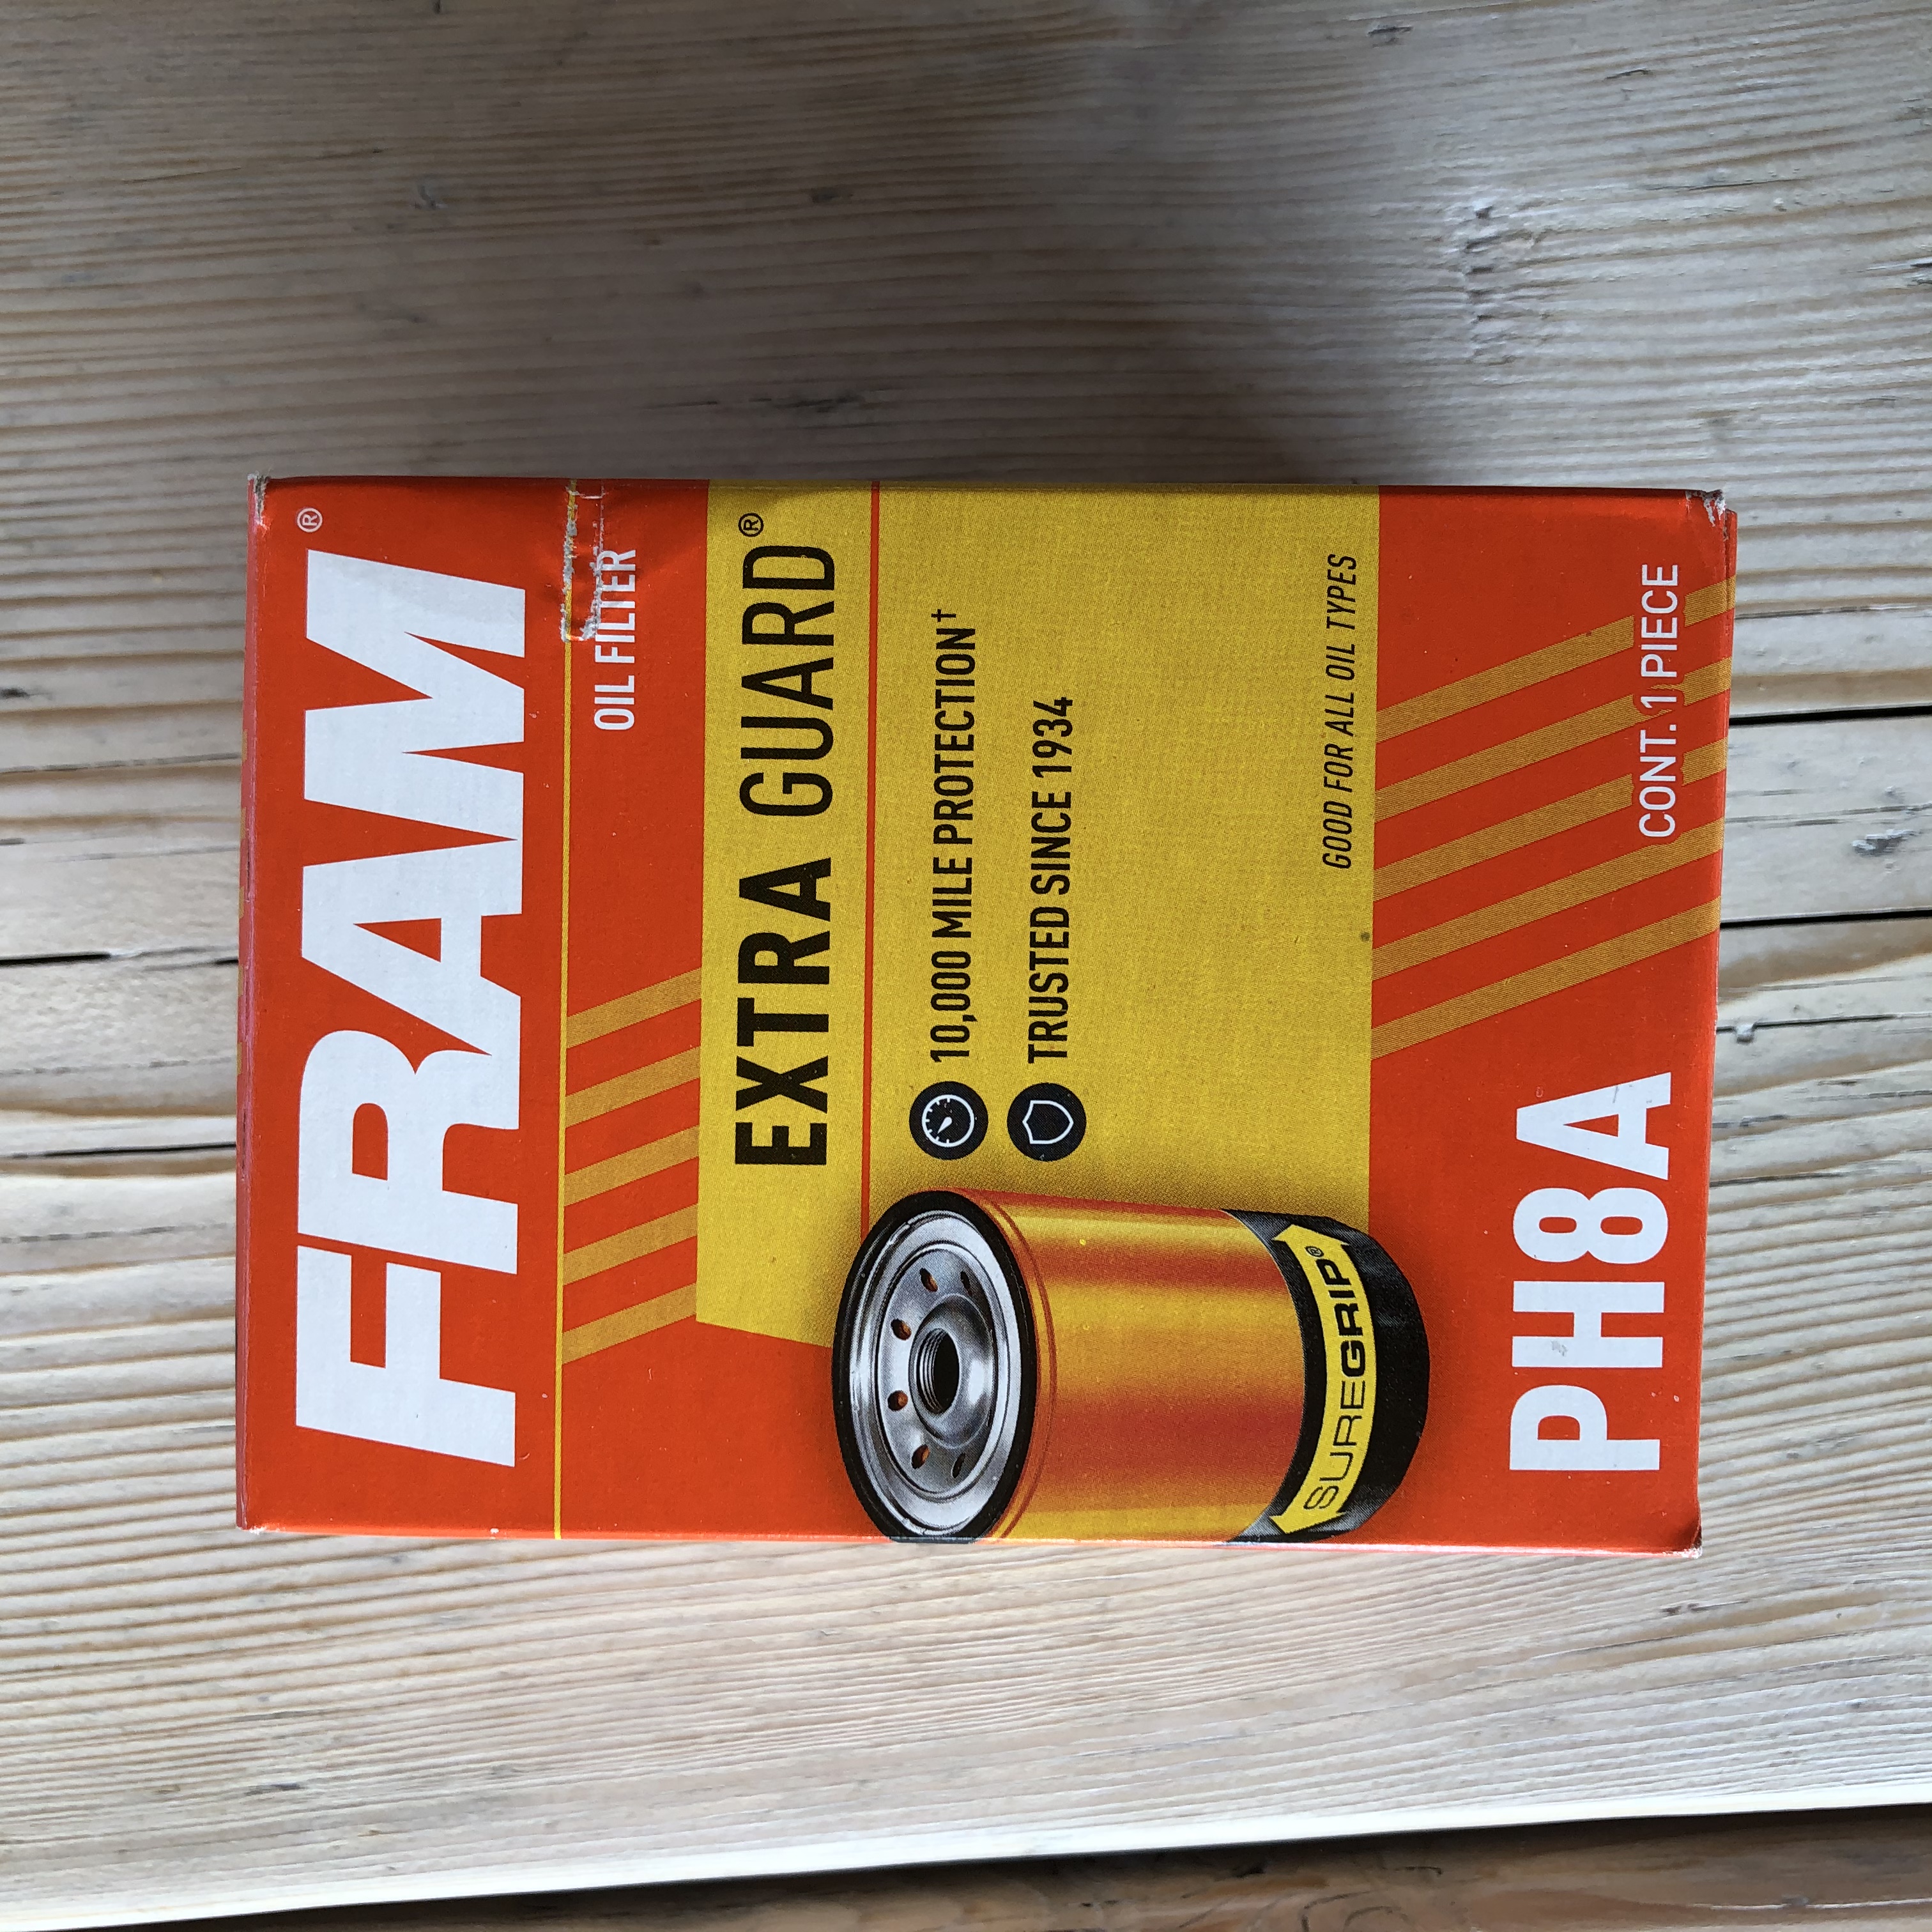 FRAM®
OIL FILTER
EXTRA GUARD®
10,000 MILE PROTECTION†
TRUSTED SINCE 1934
SUREGRIP®
GOOD FOR ALL OIL TYPES
PH8A
CONT. 1 PIECE